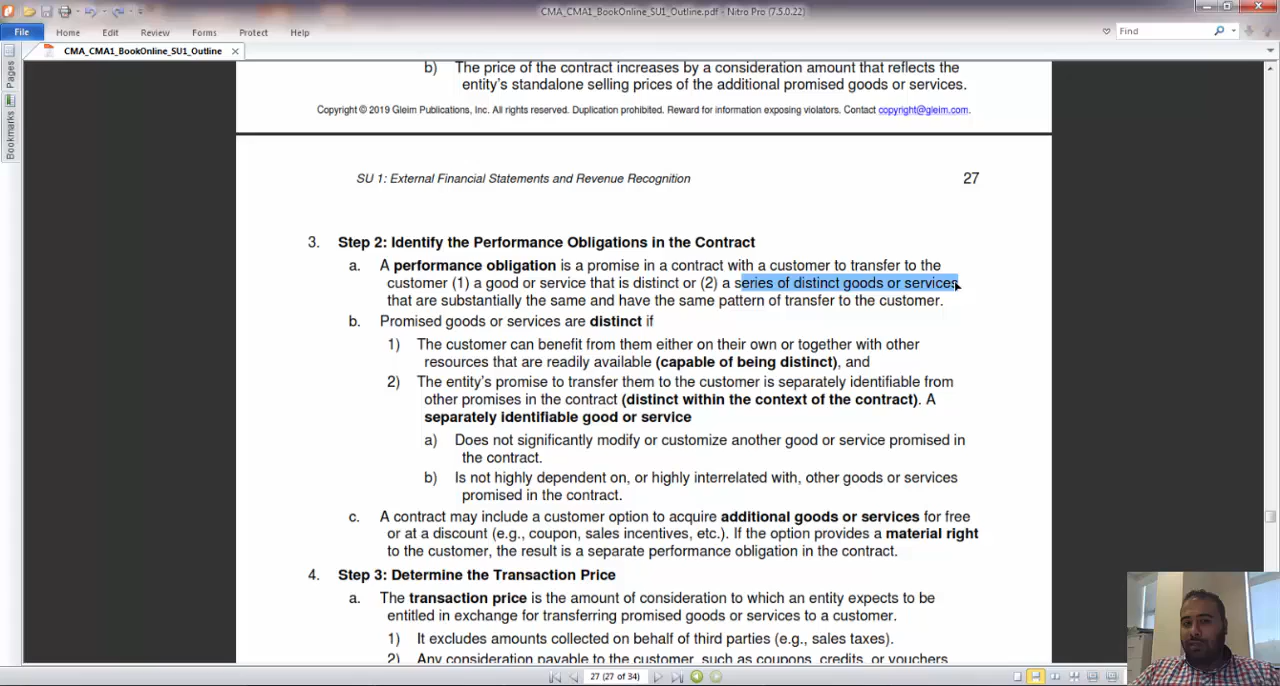 CMA_CMA1_BookOnline_SU1_Outline.pdf - Nitro Pro (7.5.0.22)
File Home Edit Review Forms Protect Help
Find
CMA_CMA1_BookOnline_SU1_Outline
Pages
Bookmarks
b) The price of the contract increases by a consideration amount that reflects the
entity's standalone selling prices of the additional promised goods or services.
Copyright © 2019 Gleim Publications, Inc. All rights reserved. Duplication prohibited. Reward for information exposing violators. Contact copyright@gleim.com.
SU 1: External Financial Statements and Revenue Recognition 27
3. Step 2: Identify the Performance Obligations in the Contract
a. A performance obligation is a promise in a contract with a customer to transfer to the
customer (1) a good or service that is distinct or (2) a series of distinct goods or services
that are substantially the same and have the same pattern of transfer to the customer.
b. Promised goods or services are distinct if
1) The customer can benefit from them either on their own or together with other
resources that are readily available (capable of being distinct), and
2) The entity's promise to transfer them to the customer is separately identifiable from
other promises in the contract (distinct within the context of the contract). A
separately identifiable good or service
a) Does not significantly modify or customize another good or service promised in
the contract.
b) Is not highly dependent on, or highly interrelated with, other goods or services
promised in the contract.
c. A contract may include a customer option to acquire additional goods or services for free
or at a discount (e.g., coupon, sales incentives, etc.). If the option provides a material right
to the customer, the result is a separate performance obligation in the contract.
4. Step 3: Determine the Transaction Price
a. The transaction price is the amount of consideration to which an entity expects to be
entitled in exchange for transferring promised goods or services to a customer.
1) It excludes amounts collected on behalf of third parties (e.g., sales taxes).
2) Any consideration payable to the customer, such as coupons, credits, or vouchers
27 (27 of 34)